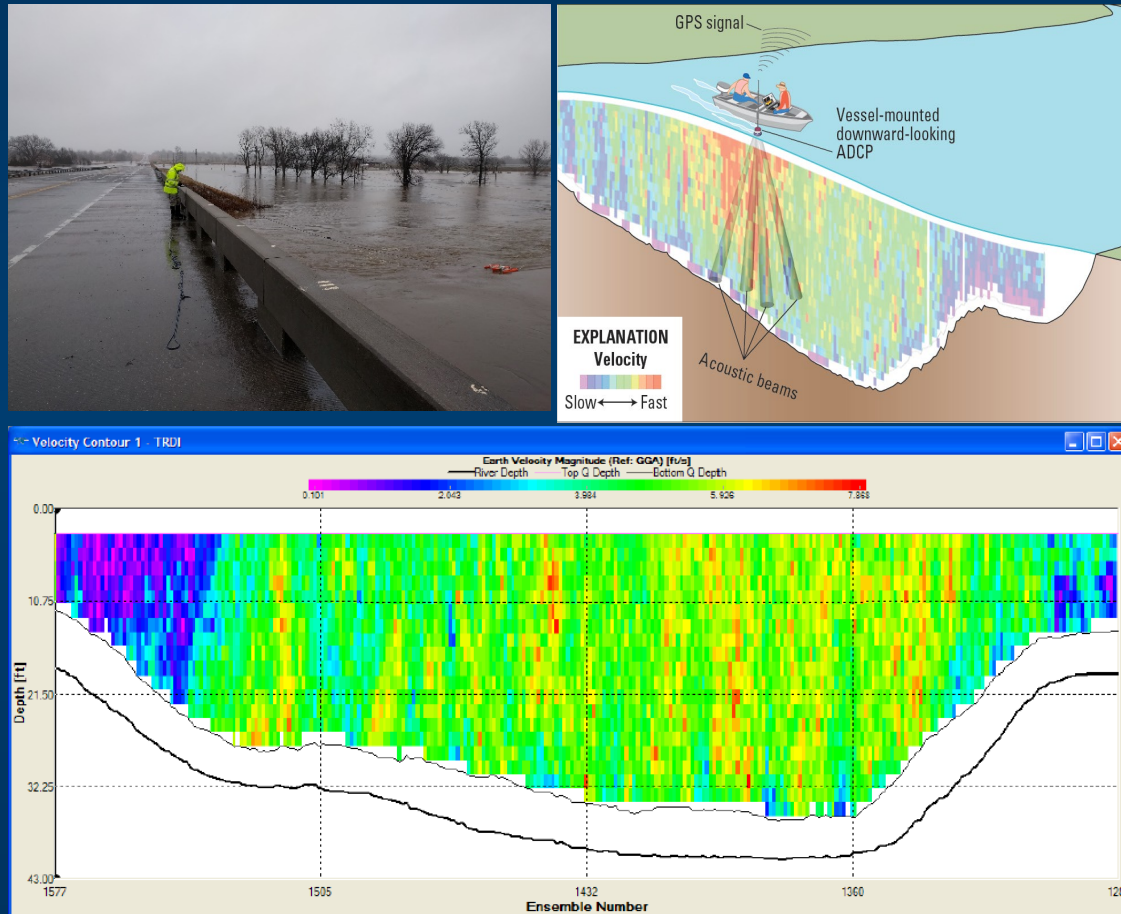 GPS signal
Vessel-mounted
downward-looking
ADCP
EXPLANATION
Velocity
Slow
Fast
Acoustic beams
Velocity Contour 1 - TRDI
Earth Velocity Magnitude (Ref: GGA) [ft/s]
River Depth Top Q Depth Bottom Q Depth
0.101 2.043 3.984 5.926 7.868
0.00
10.75
21.50
32.25
43.00
Depth [ft]
1577 1505 1432 1360
Ensemble Number